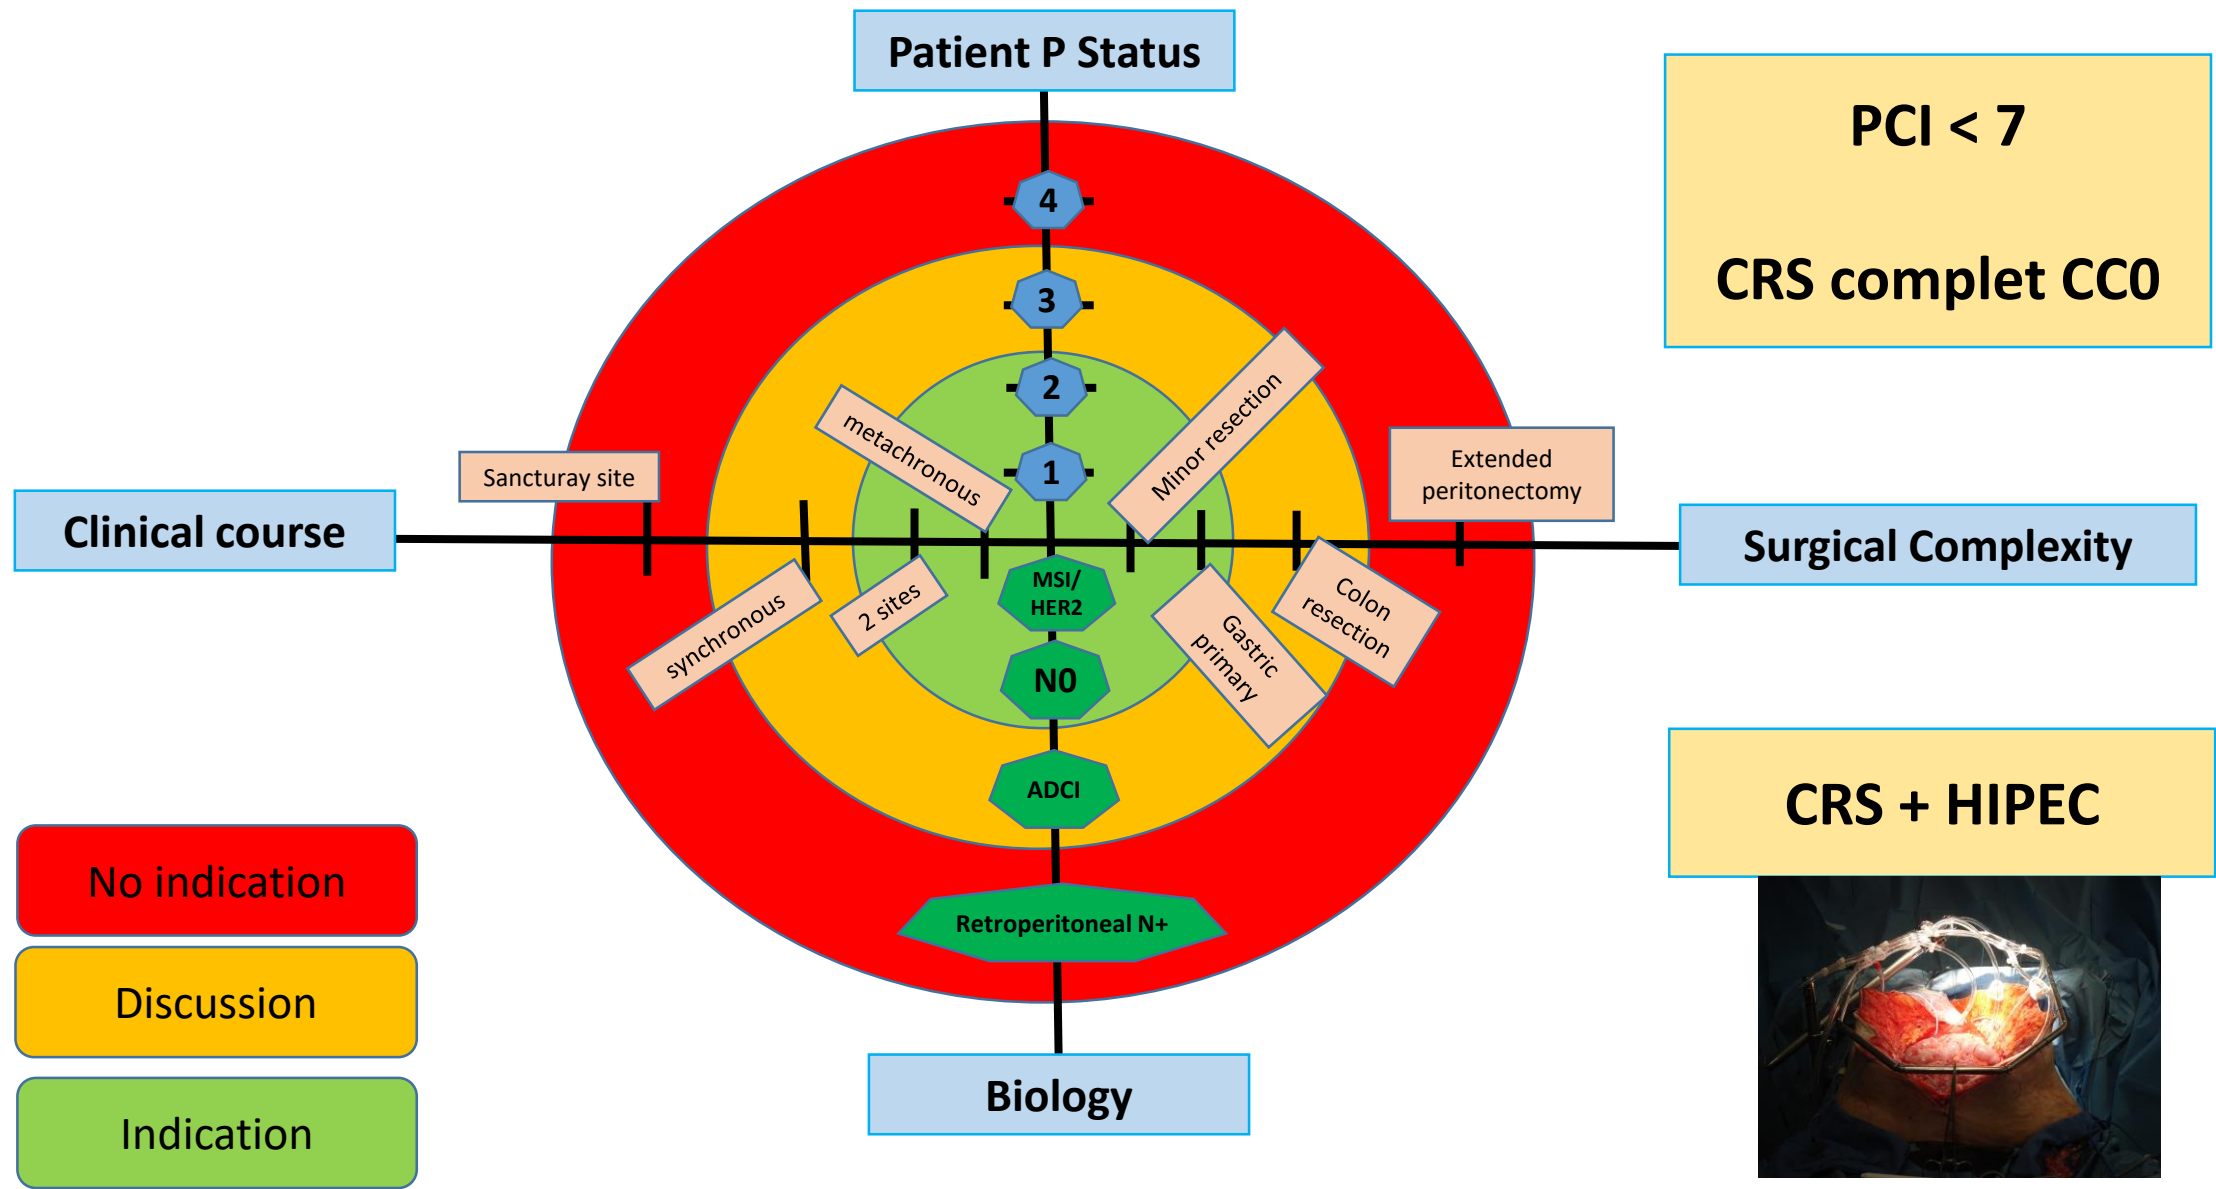 Patient P Status
PCI < 7
CRS complet CC0
4
3
2
1
metachronous
Minor resection
Sancturay site
Extended
peritonectomy
Clinical course
Surgical Complexity
synchronous
2 sites
MSI/
HER2
Gastric
primary
Colon
resection
N0
ADCI
Retroperitoneal N+
CRS + HIPEC
No indication
Discussion
Indication
Biology